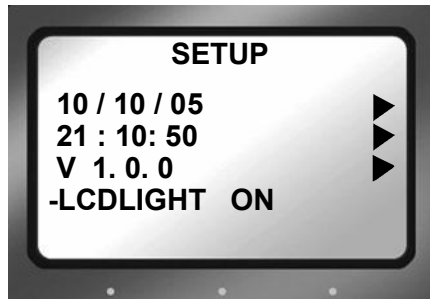 SETUP
10 / 10 / 05 ▶
21 : 10: 50 ▶
V 1. 0. 0 ▶
-LCDLIGHT ON